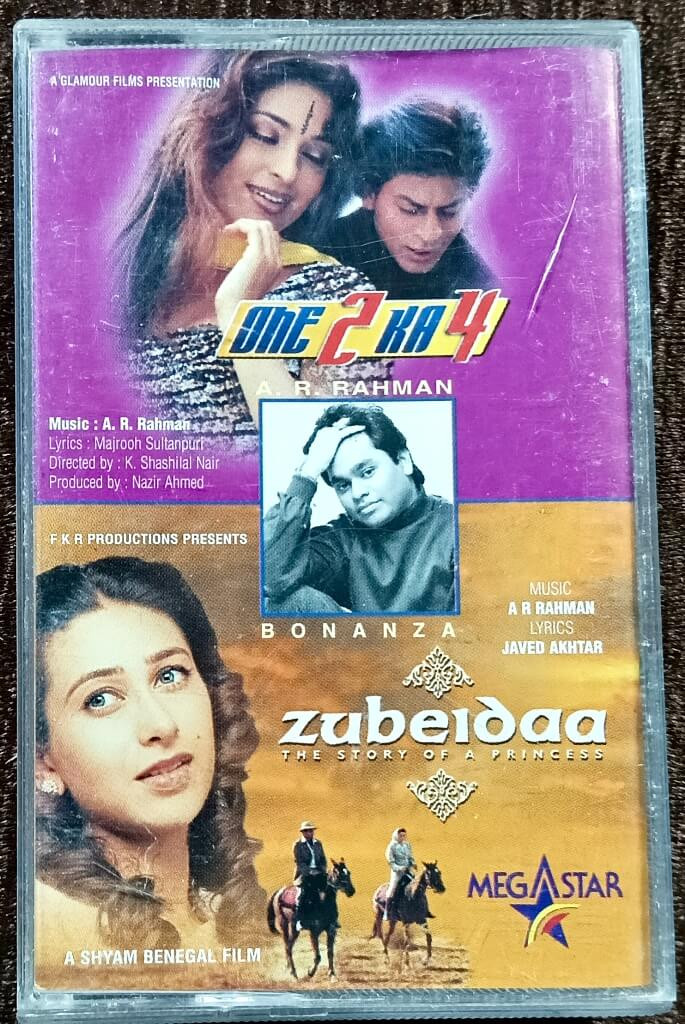 A GLAMOUR FILMS PRESENTATION
ONE 2 KA 4
A. R. RAHMAN
Music : A. R. Rahman
Lyrics : Majrooh Sultanpuri
Directed by : K. Shashilal Nair
Produced by : Nazir Ahmed
F K R PRODUCTIONS PRESENTS
BONANZA
MUSIC
A R RAHMAN
LYRICS
JAVED AKHTAR
zubeidaa
THE STORY OF A PRINCESS
MEGASTAR
A SHYAM BENEGAL FILM